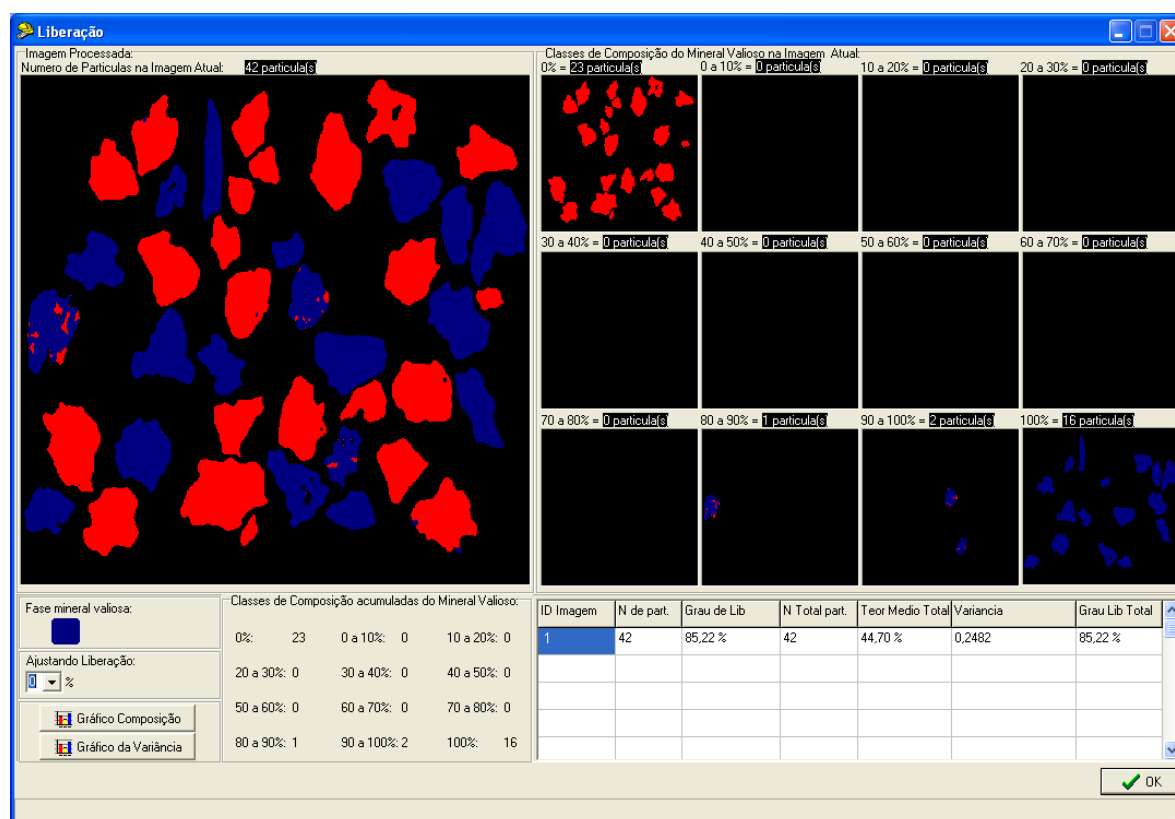 Liberação
Imagem Processada:
Numero de Particulas na Imagem Atual: 42 particula(s)
Classes de Composição do Mineral Valioso na Imagem Atual:
0% = 23 particula(s) 0 a 10% = 0 particula(s) 10 a 20% = 0 particula(s) 20 a 30% = 0 particula(s)
30 a 40% = 0 particula(s) 40 a 50% = 0 particula(s) 50 a 60% = 0 particula(s) 60 a 70% = 0 particula(s)
70 a 80% = 0 particula(s) 80 a 90% = 1 particula(s) 90 a 100% = 2 particula(s) 100% = 16 particula(s)
Fase mineral valiosa:
Ajustando Liberação:
0 %
Gráfico Composição
Gráfico da Variância
Classes de Composição acumuladas do Mineral Valioso:
0%: 23 0 a 10%: 0 10 a 20%: 0
20 a 30%: 0 30 a 40%: 0 40 a 50%: 0
50 a 60%: 0 60 a 70%: 0 70 a 80%: 0
80 a 90%: 1 90 a 100%: 2 100%: 16
ID Imagem N de part. Grau de Lib N Total part. Teor Medio Total Variancia Grau Lib Total
1 42 85,22 % 42 44,70 % 0,2482 85,22 %
OK